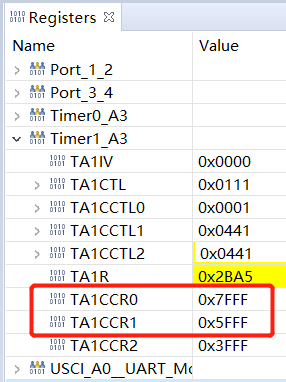 Registers
Name Value
Port_1_2
Port_3_4
Timer0_A3
Timer1_A3
TA1IV 0x0000
TA1CTL 0x0111
TA1CCTL0 0x0001
TA1CCTL1 0x0441
TA1CCTL2 0x0441
TA1R 0x2BA5
TA1CCR0 0x7FFF
TA1CCR1 0x5FFF
TA1CCR2 0x3FFF